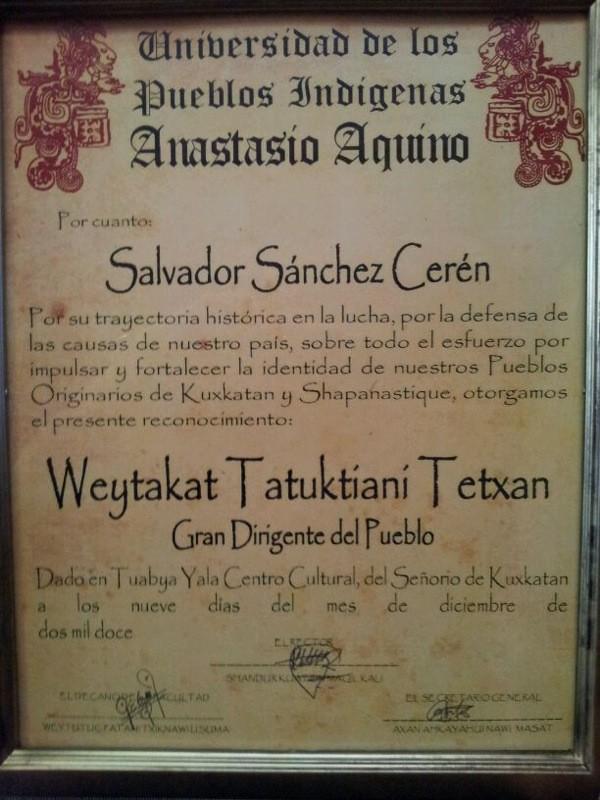 Universidad de los
Pueblos Indigenas
Anastasio Aquino
Por cuanto:
Salvador Sánchez Cerén
Por su trayectoria histórica en la lucha, por la defensa de
las causas de nuestro país, sobre todo el esfuerzo por
impulsar y fortalecer la identidad de nuestros Pueblos
Originarios de Kuxkatan y Shapanastique, otorgamos
el presente reconocimiento:
Weytakat Tatuktiani Tetxan
Gran Dirigente del Pueblo
Dado en Tuabya Yala Centro Cultural, del Señorio de Kuxkatan
a los nueve días del mes de diciembre de
dos mil doce
EL RECTOR
KALI
EL DECANO DE FACULTAD
EL SECRETARIO GENERAL
MASAT